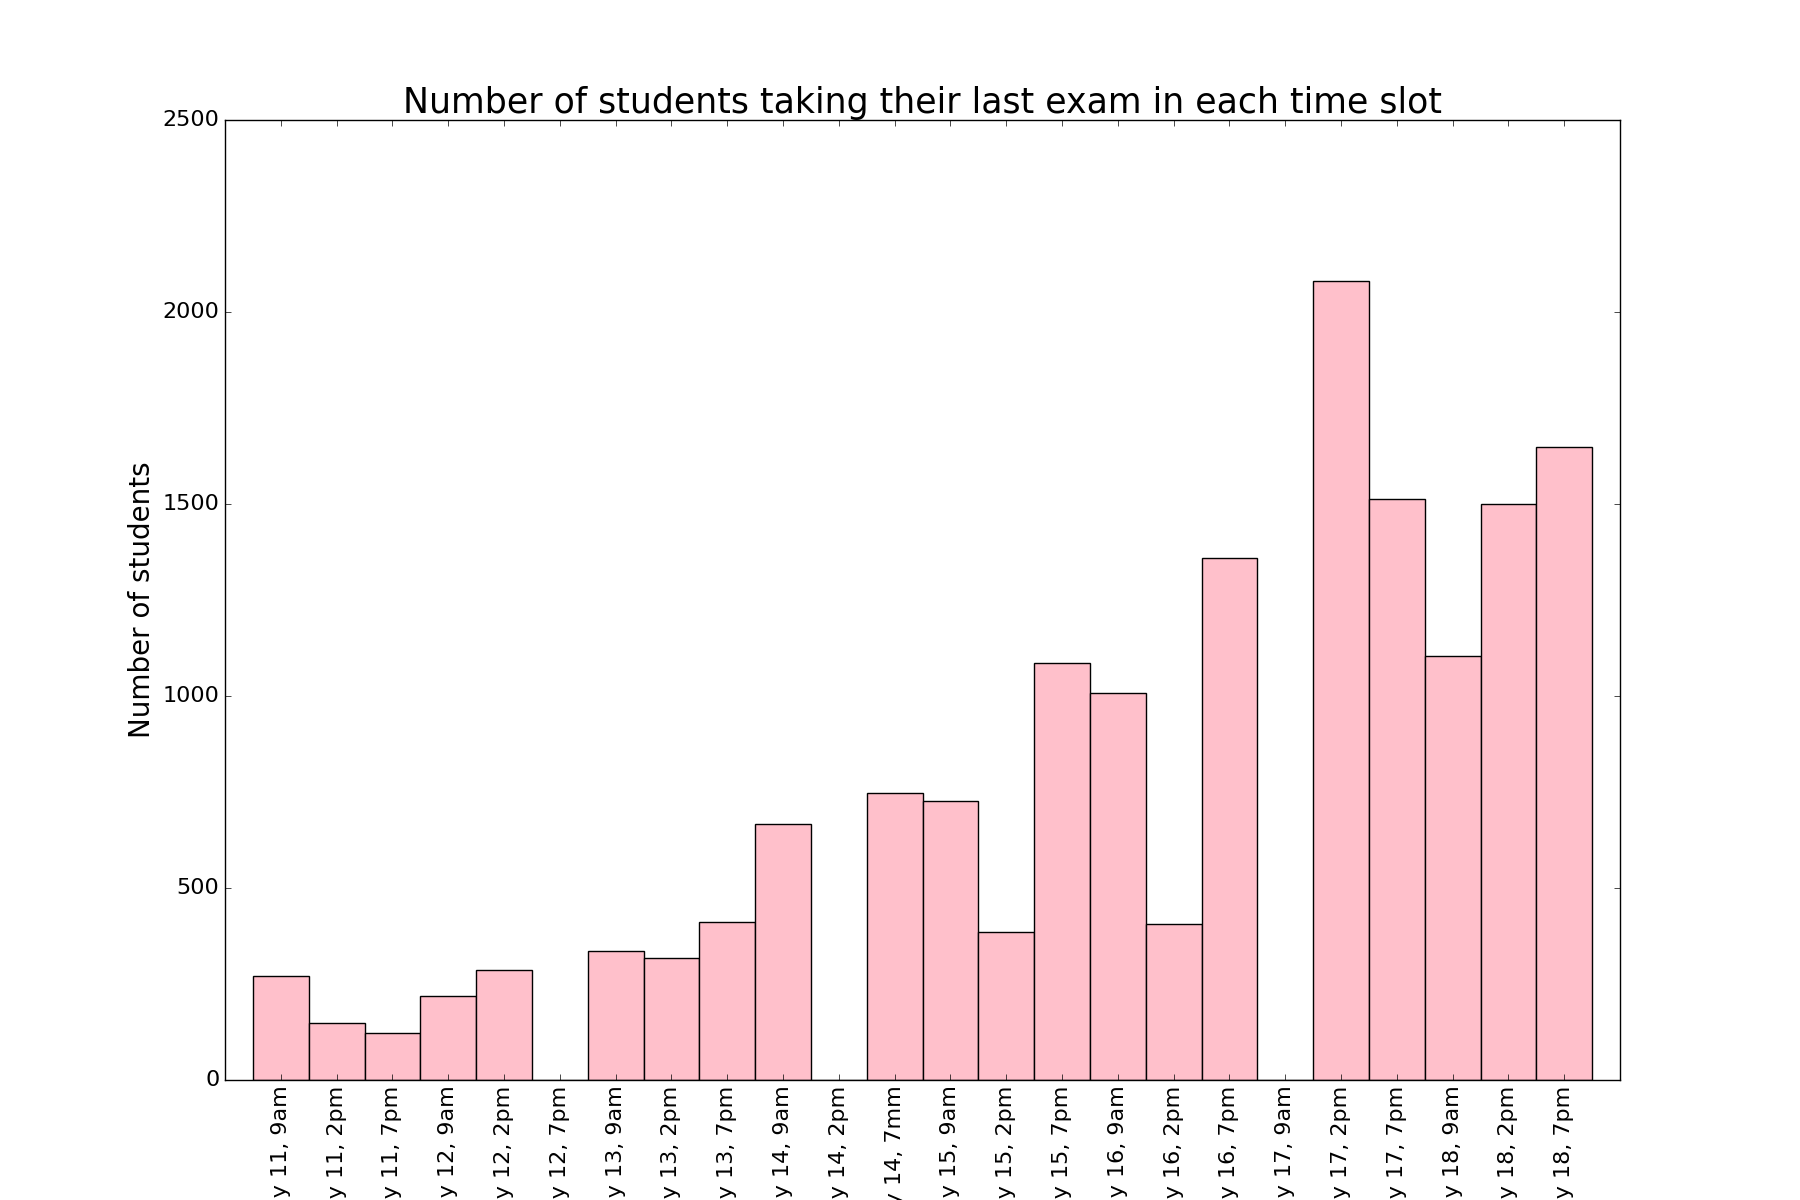 Number of students taking their last exam in each time slot
Number of students
2500
2000
1500
1000
500
0
y 11, 9am
y 11, 2pm
y 11, 7pm
y 12, 9am
y 12, 2pm
y 12, 7pm
y 13, 9am
y 13, 2pm
y 13, 7pm
y 14, 9am
y 14, 2pm
y 14, 7mm
y 15, 9am
y 15, 2pm
y 15, 7pm
y 16, 9am
y 16, 2pm
y 16, 7pm
y 17, 9am
y 17, 2pm
y 17, 7pm
y 18, 9am
y 18, 2pm
y 18, 7pm